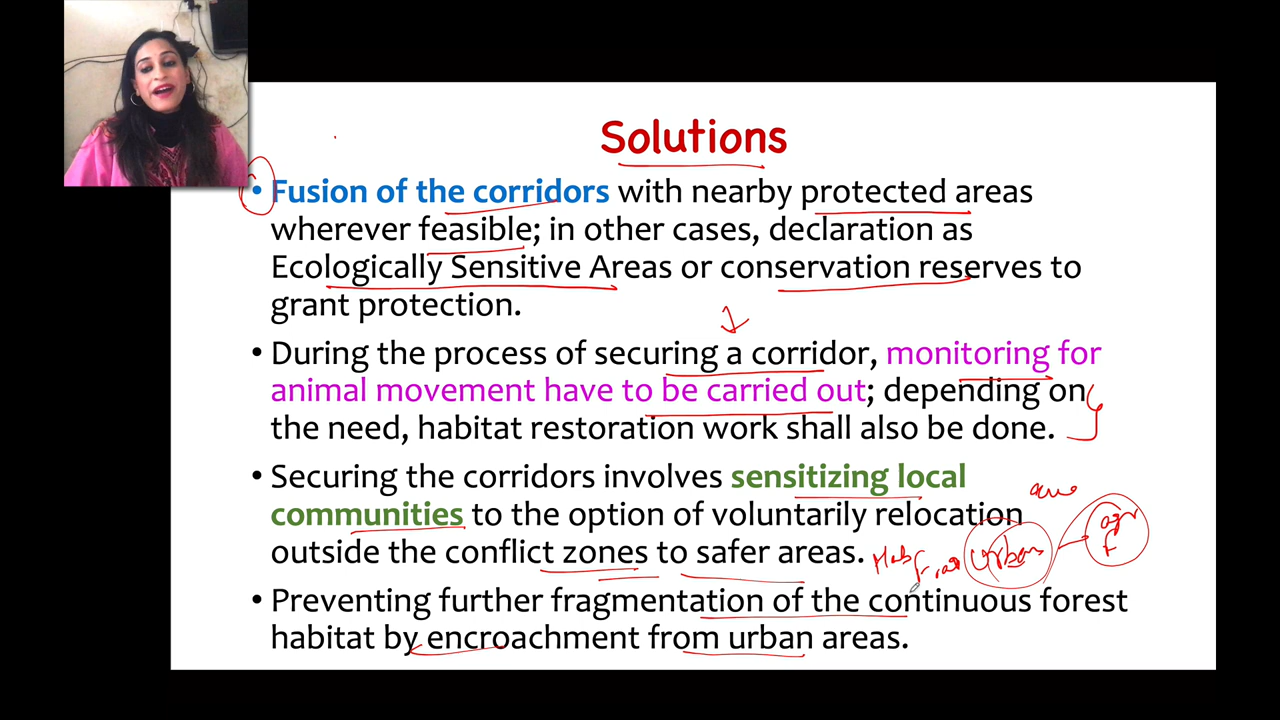 Solutions
• Fusion of the corridors with nearby protected areas
wherever feasible; in other cases, declaration as
Ecologically Sensitive Areas or conservation reserves to
grant protection.
• During the process of securing a corridor, monitoring for
animal movement have to be carried out; depending on
the need, habitat restoration work shall also be done.
• Securing the corridors involves sensitizing local
communities to the option of voluntarily relocation
outside the conflict zones to safer areas.
Urban
• Preventing further fragmentation of the continuous forest
habitat by encroachment from urban areas.